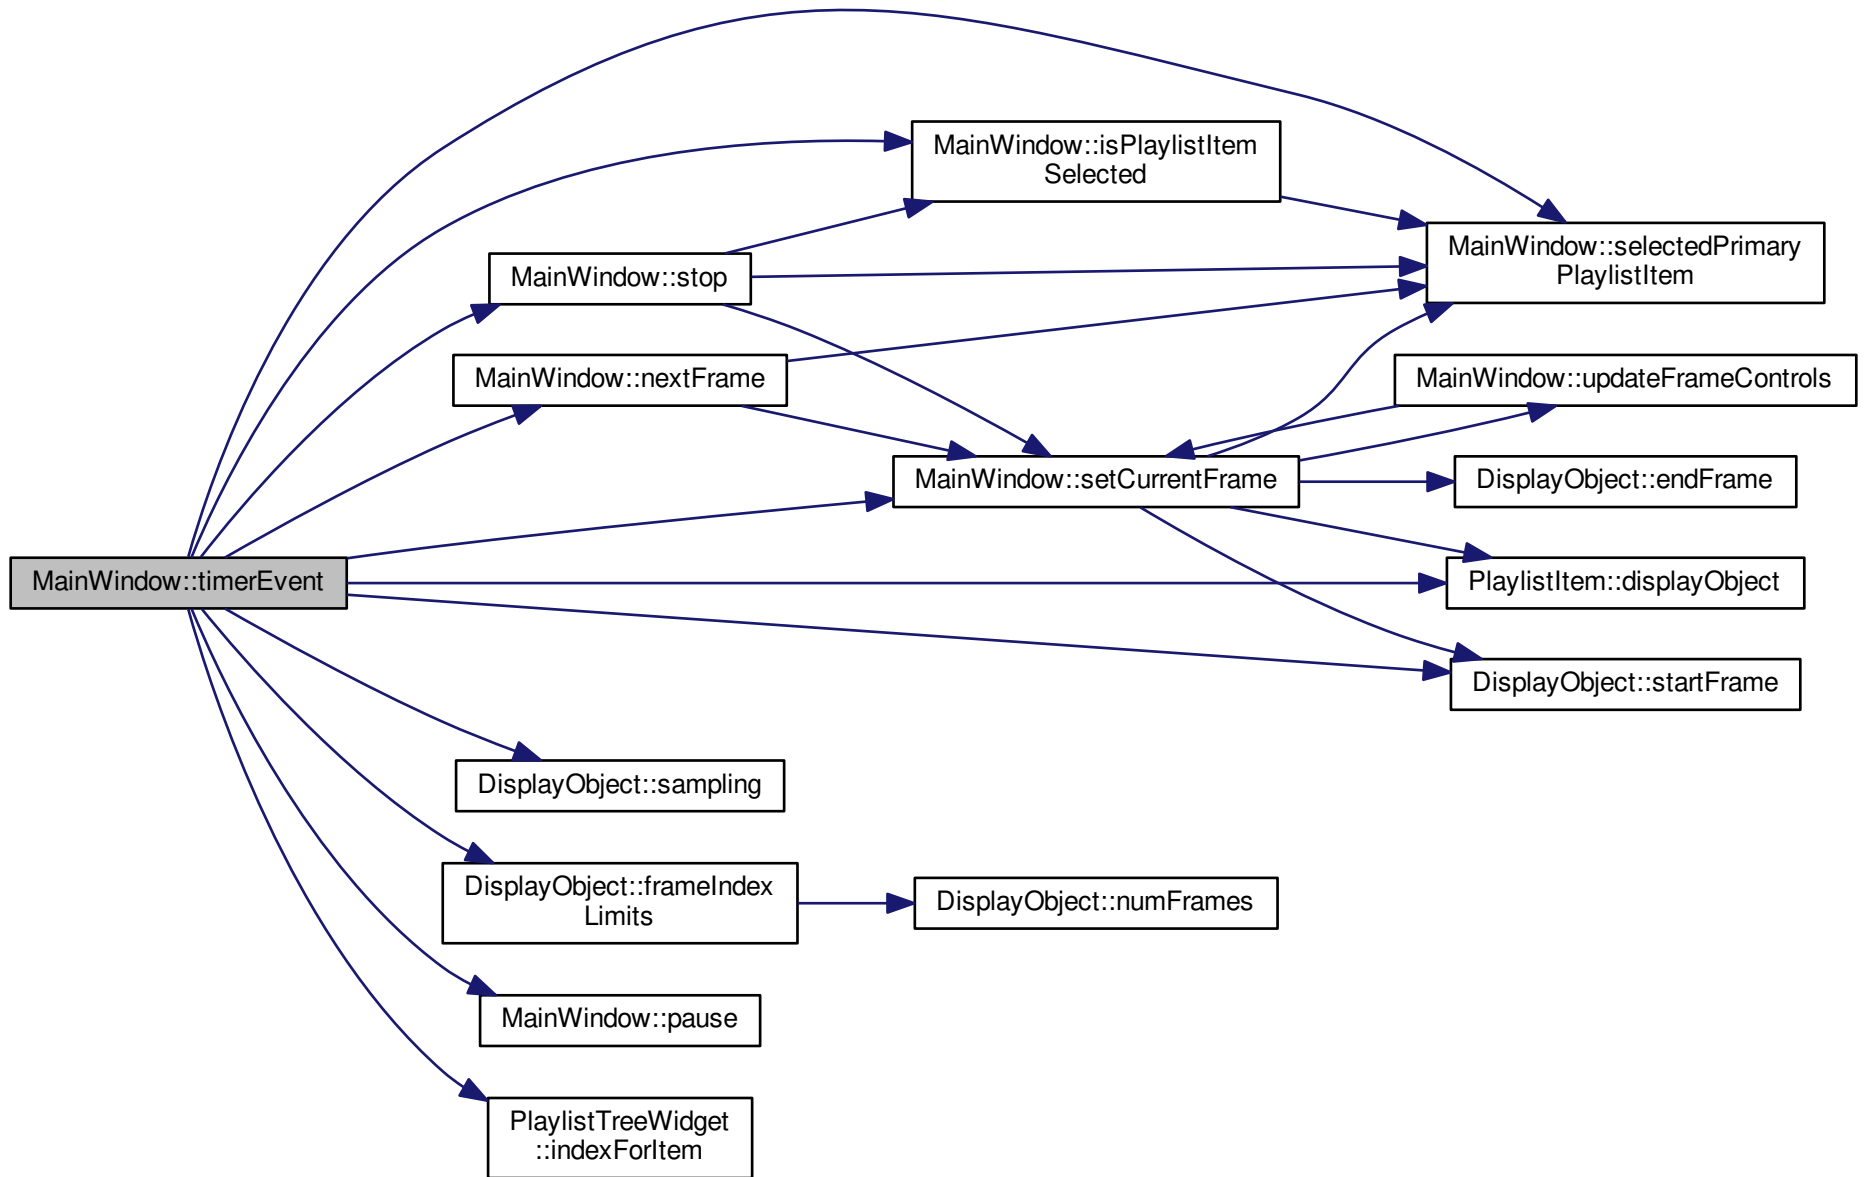 MainWindow::isPlaylistItem
Selected
MainWindow::selectedPrimary
PlaylistItem
MainWindow::stop
MainWindow::nextFrame
MainWindow::updateFrameControls
MainWindow::setCurrentFrame
DisplayObject::endFrame
MainWindow::timerEvent
PlaylistItem::displayObject
DisplayObject::startFrame
DisplayObject::sampling
DisplayObject::frameIndex
Limits
DisplayObject::numFrames
MainWindow::pause
PlaylistTreeWidget
::indexForItem